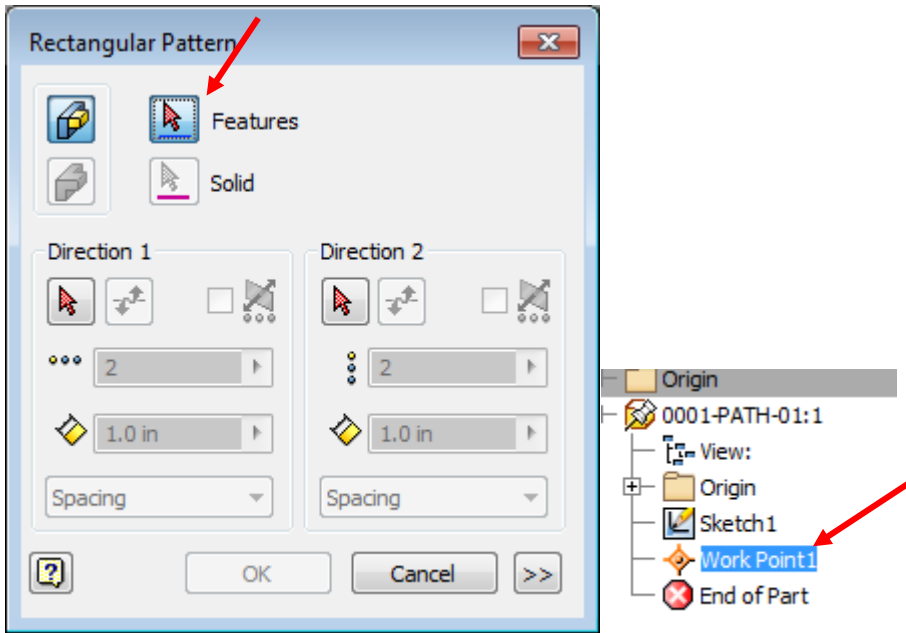 Rectangular Pattern
Features
Solid
Direction 1
Direction 2
2
2
1.0 in
1.0 in
Spacing
Spacing
?
OK
Cancel
>>
Origin
0001-PATH-01:1
View:
Origin
Sketch1
Work Point1
End of Part